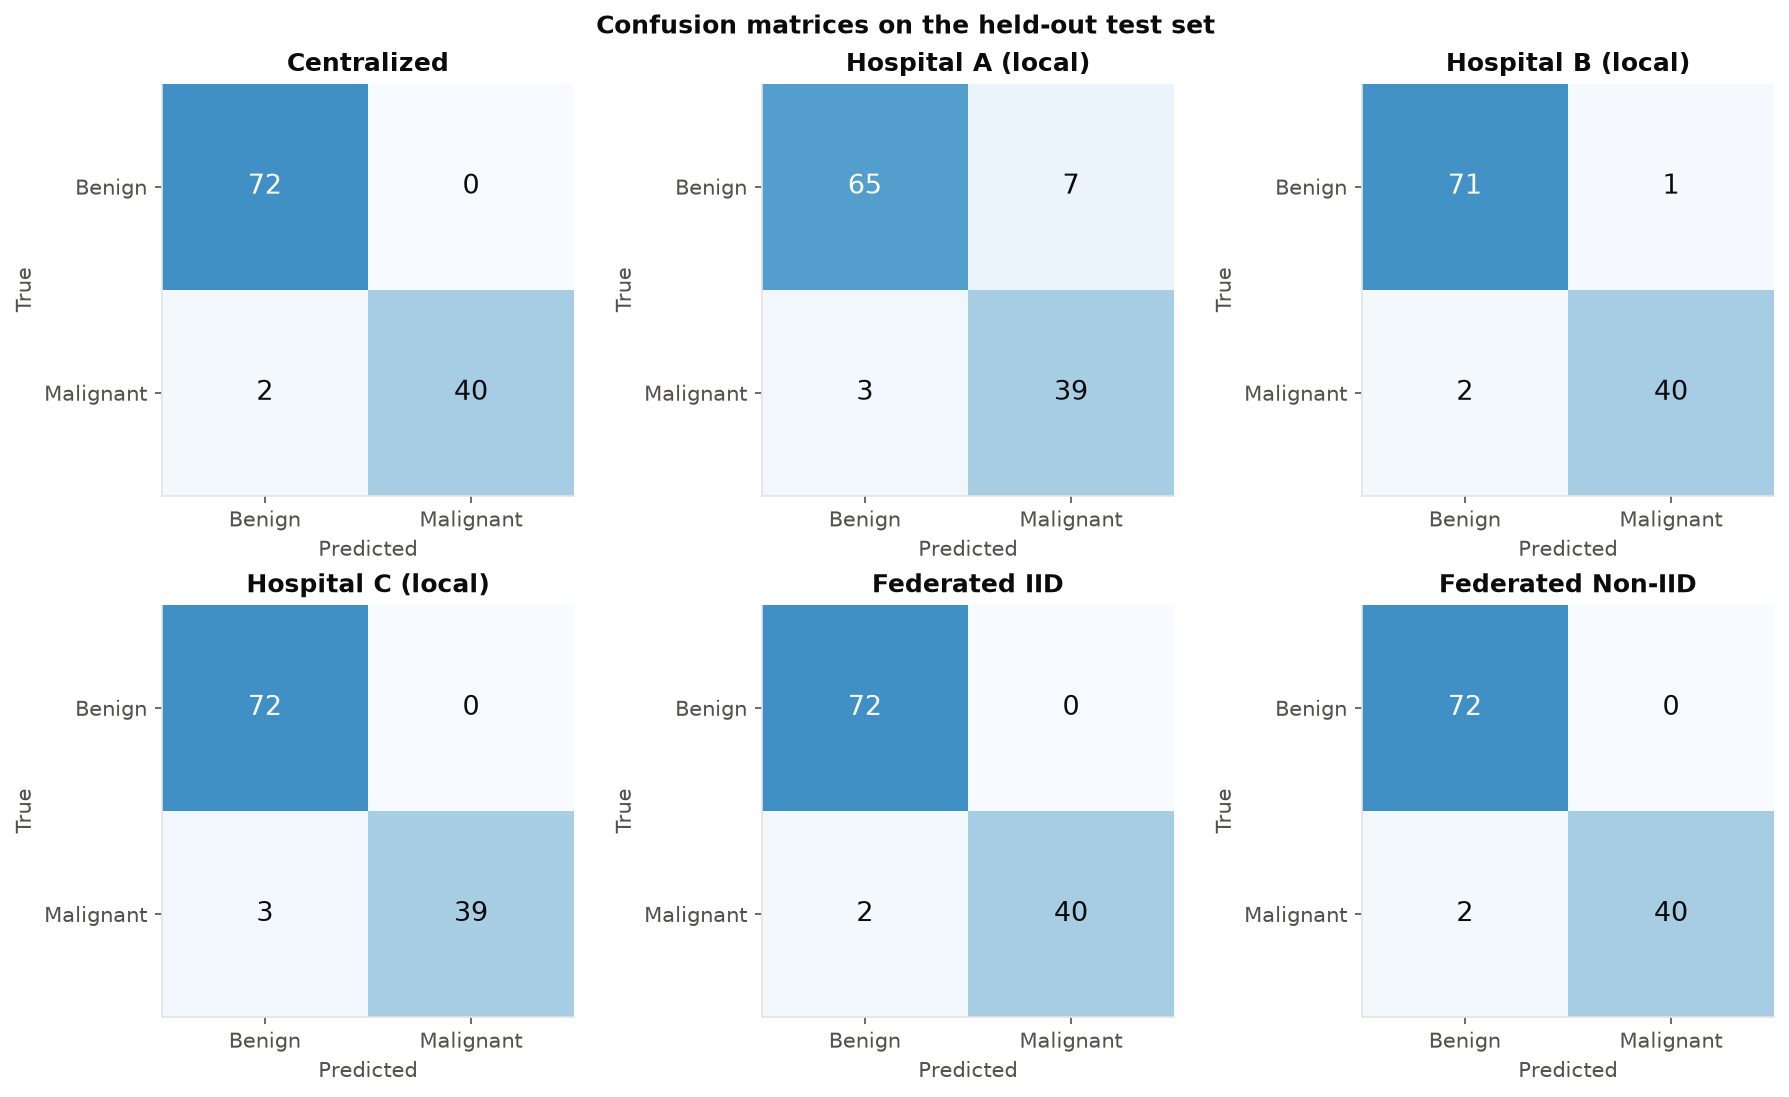 Confusion matrices on the held-out test set
Centralized
Hospital A (local)
Hospital B (local)
True
Benign
72
0
Malignant
2
40
Benign
Malignant
Predicted
True
Benign
65
7
Malignant
3
39
Benign
Malignant
Predicted
True
Benign
71
1
Malignant
2
40
Benign
Malignant
Predicted
Hospital C (local)
Federated IID
Federated Non-IID
True
Benign
72
0
Malignant
3
39
Benign
Malignant
Predicted
True
Benign
72
0
Malignant
2
40
Benign
Malignant
Predicted
True
Benign
72
0
Malignant
2
40
Benign
Malignant
Predicted